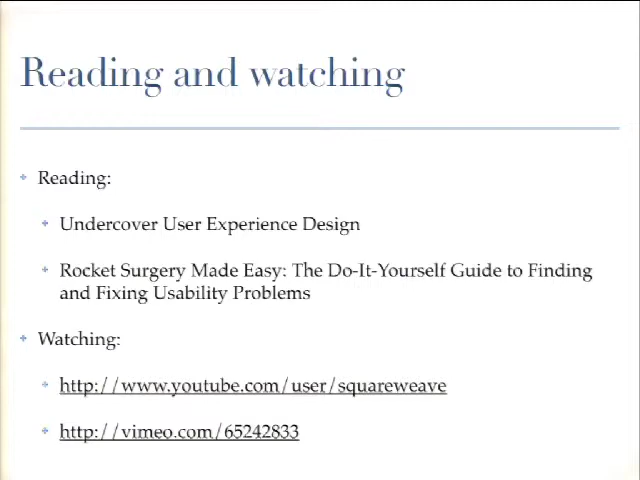 Reading and watching
Reading:
Undercover User Experience Design
Rocket Surgery Made Easy: The Do-It-Yourself Guide to Finding
and Fixing Usability Problems
Watching:
http://www.youtube.com/user/squareweave
http://vimeo.com/65242833